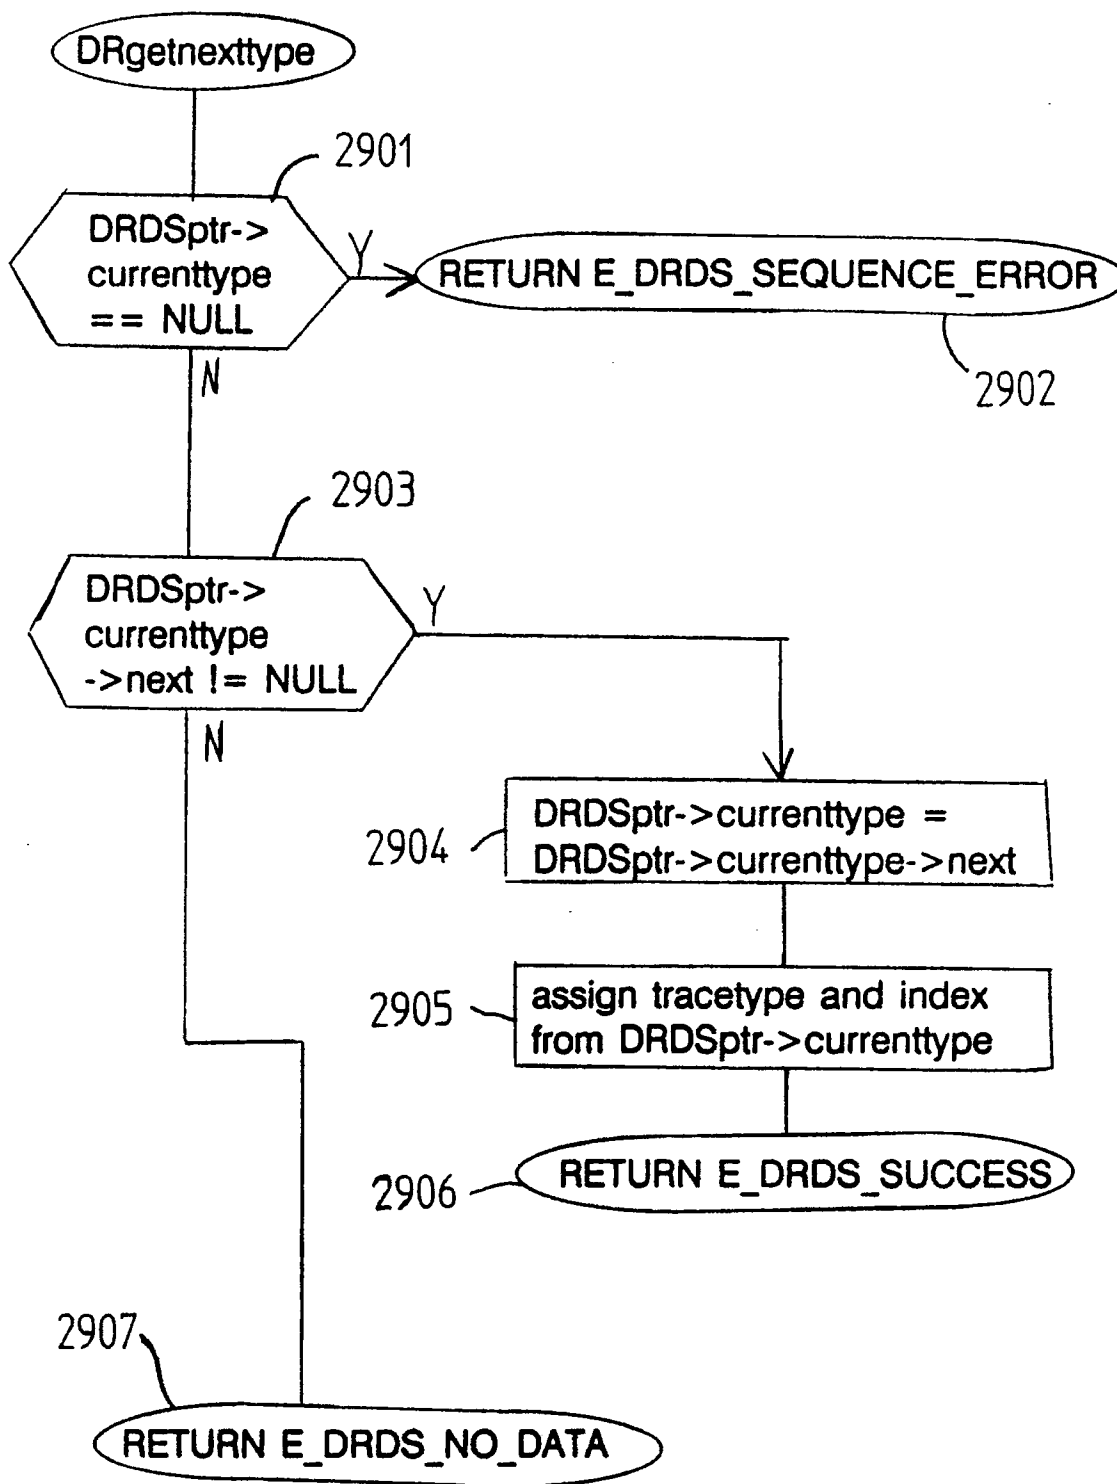 DRgetnexttype
2901
DRDSptr->
currenttype
== NULL
Y
RETURN E_DRDS_SEQUENCE_ERROR
2902
N
2903
DRDSptr->
currenttype
->next != NULL
Y
N
2904
DRDSptr->currenttype =
DRDSptr->currenttype->next
2905
assign tracetype and index
from DRDSptr->currenttype
2906
RETURN E_DRDS_SUCCESS
2907
RETURN E_DRDS_NO_DATA